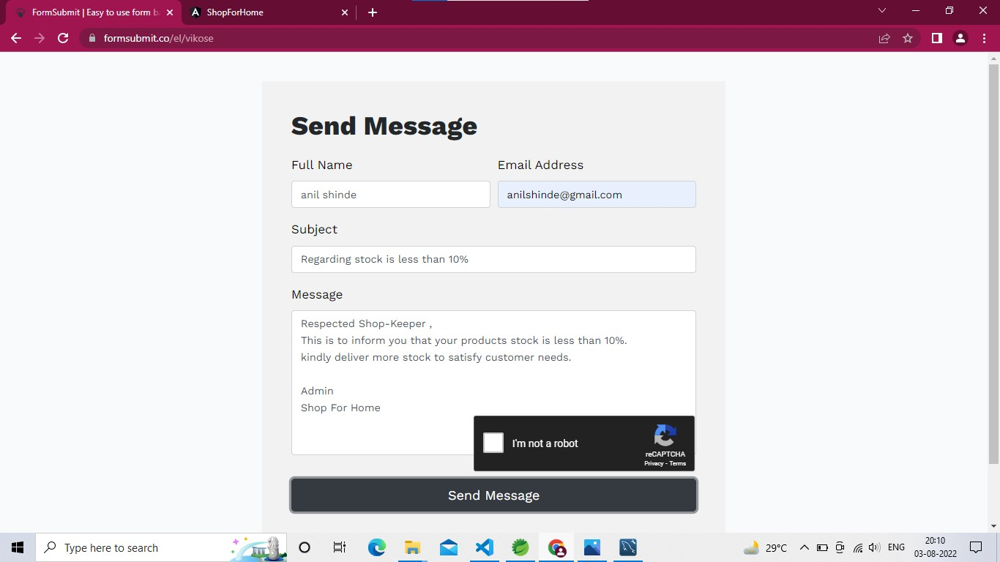 FormSubmit | Easy to use form b
ShopForHome
formsubmit.co/el/vikose
Send Message
Full Name
Email Address
anil shinde
anilshinde@gmail.com
Subject
Regarding stock is less than 10%
Message
Respected Shop-Keeper ,
This is to inform you that your products stock is less than 10%.
kindly deliver more stock to satisfy customer needs.
Admin
Shop For Home
I'm not a robot
reCAPTCHA
Privacy - Terms
Send Message
Type here to search
29°C
ENG
20:10
03-08-2022